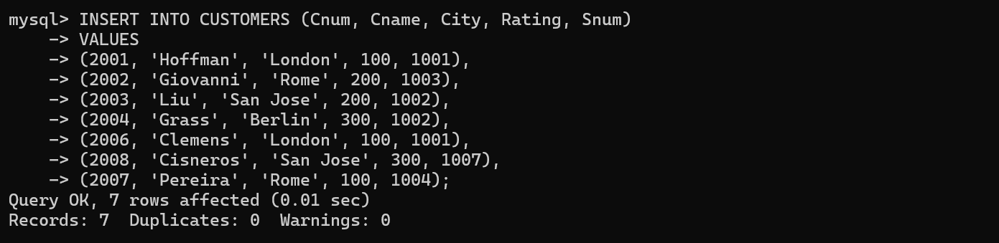 mysql> INSERT INTO CUSTOMERS (Cnum, Cname, City, Rating, Snum)
    -> VALUES
    -> (2001, 'Hoffman', 'London', 100, 1001),
    -> (2002, 'Giovanni', 'Rome', 200, 1003),
    -> (2003, 'Liu', 'San Jose', 200, 1002),
    -> (2004, 'Grass', 'Berlin', 300, 1002),
    -> (2006, 'Clemens', 'London', 100, 1001),
    -> (2008, 'Cisneros', 'San Jose', 300, 1007),
    -> (2007, 'Pereira', 'Rome', 100, 1004);
Query OK, 7 rows affected (0.01 sec)
Records: 7  Duplicates: 0  Warnings: 0